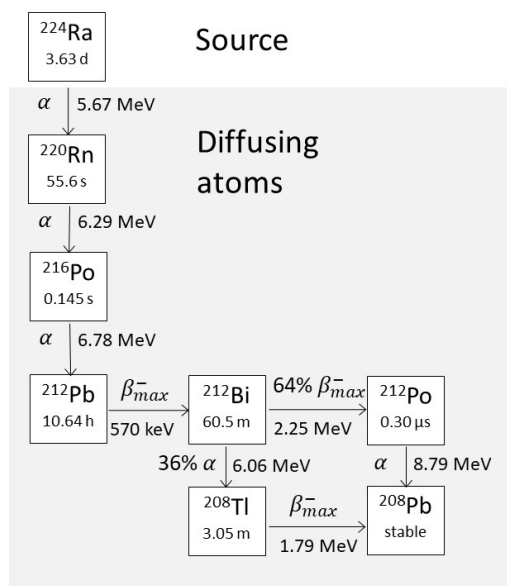 ²²⁴Ra
3.63 d
Source
α 5.67 MeV
²²⁰Rn
55.6 s
Diffusing
atoms
α 6.29 MeV
²¹⁶Po
0.145 s
α 6.78 MeV
²¹²Pb
10.64 h
β⁻max
570 keV
²¹²Bi
60.5 m
64% β⁻max
2.25 MeV
²¹²Po
0.30 µs
36% α 6.06 MeV
α 8.79 MeV
²⁰⁸Tl
3.05 m
β⁻max
1.79 MeV
²⁰⁸Pb
stable